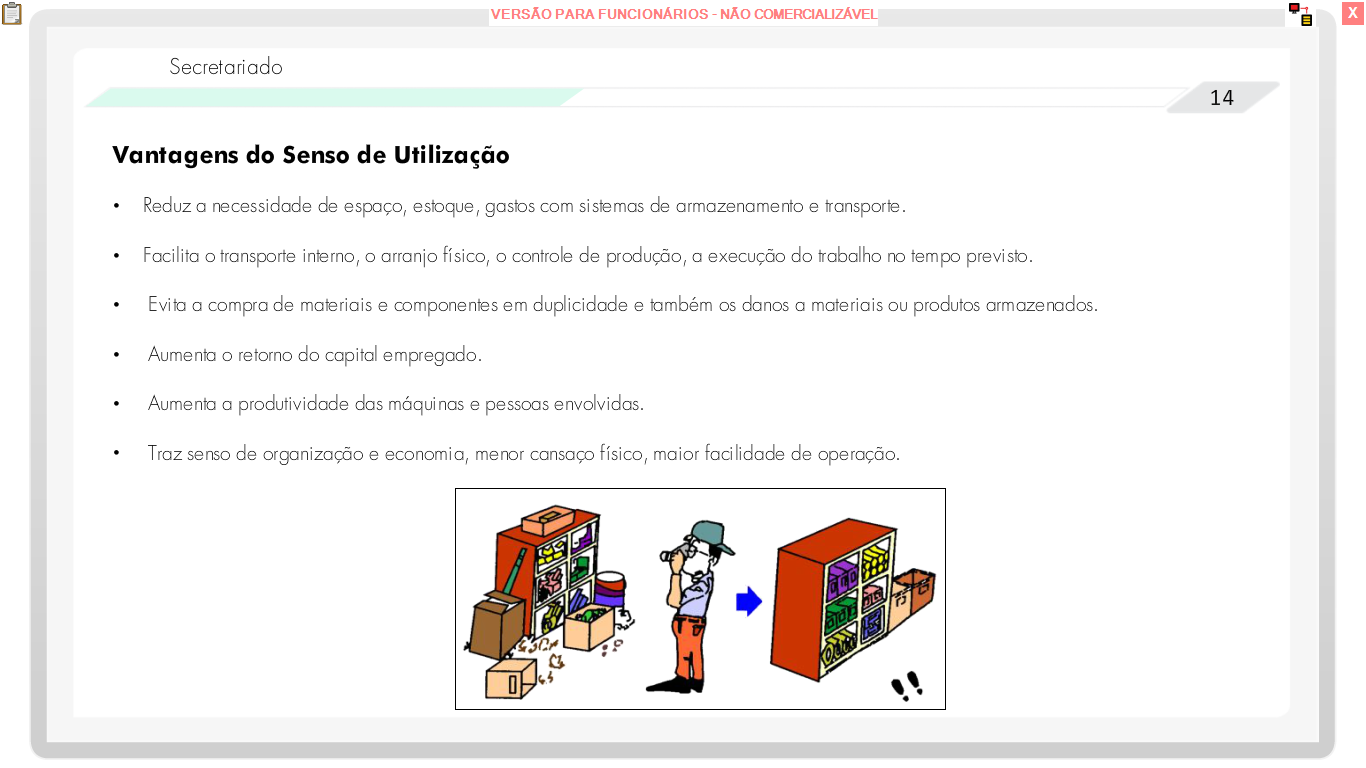 VERSÃO PARA FUNCIONÁRIOS - NÃO COMERCIALIZÁVEL
X
Secretariado
14
Vantagens do Senso de Utilização
• Reduz a necessidade de espaço, estoque, gastos com sistemas de armazenamento e transporte.
• Facilita o transporte interno, o arranjo físico, o controle de produção, a execução do trabalho no tempo previsto.
• Evita a compra de materiais e componentes em duplicidade e também os danos a materiais ou produtos armazenados.
• Aumenta o retorno do capital empregado.
• Aumenta a produtividade das máquinas e pessoas envolvidas.
• Traz senso de organização e economia, menor cansaço físico, maior facilidade de operação.